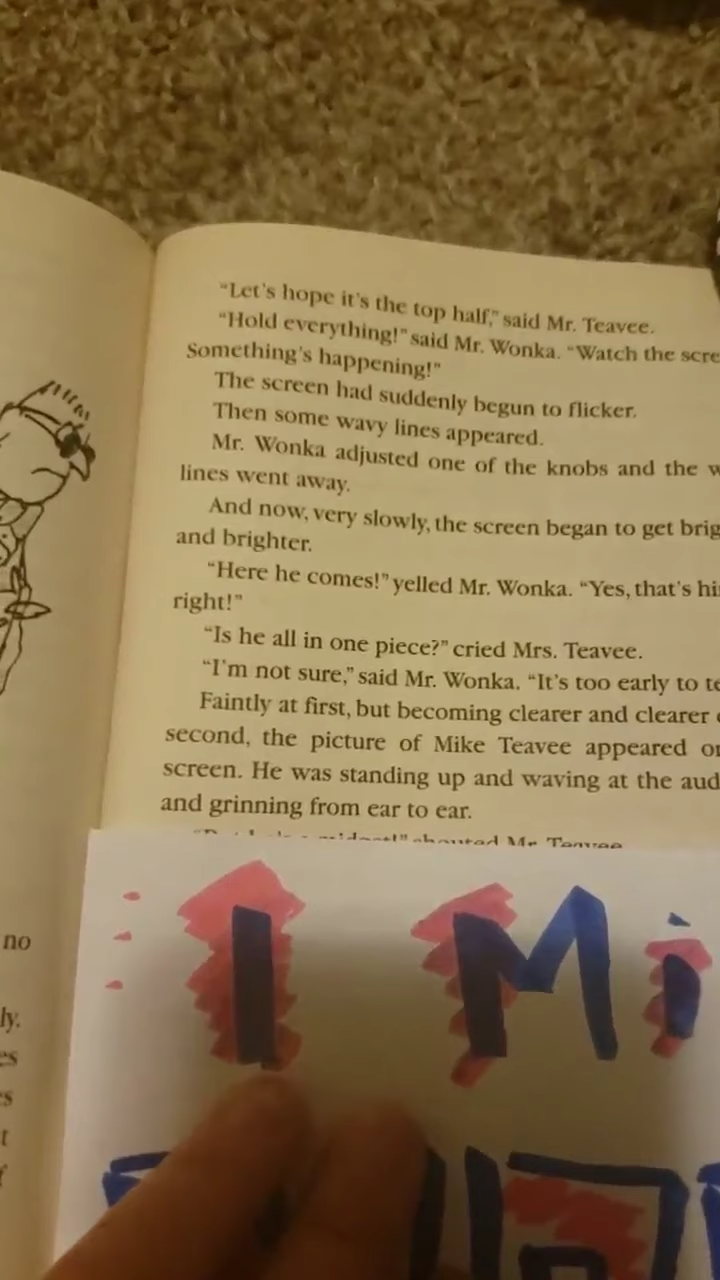 "Let's hope it's the top half," said Mr. Teavee.
"Hold everything!" said Mr. Wonka. "Watch the scre
Something's happening!"
The screen had suddenly begun to flicker.
Then some wavy lines appeared.
Mr. Wonka adjusted one of the knobs and the w
lines went away.
And now, very slowly, the screen began to get brig
and brighter.
"Here he comes!" yelled Mr. Wonka. "Yes, that's hi
right!"
"Is he all in one piece?" cried Mrs. Teavee.
"I'm not sure," said Mr. Wonka. "It's too early to te
Faintly at first, but becoming clearer and clearer
second, the picture of Mike Teavee appeared o
screen. He was standing up and waving at the aud
and grinning from ear to ear.
shouted Mr. Teavee
no
ly.
es
s
t
f
I Mi